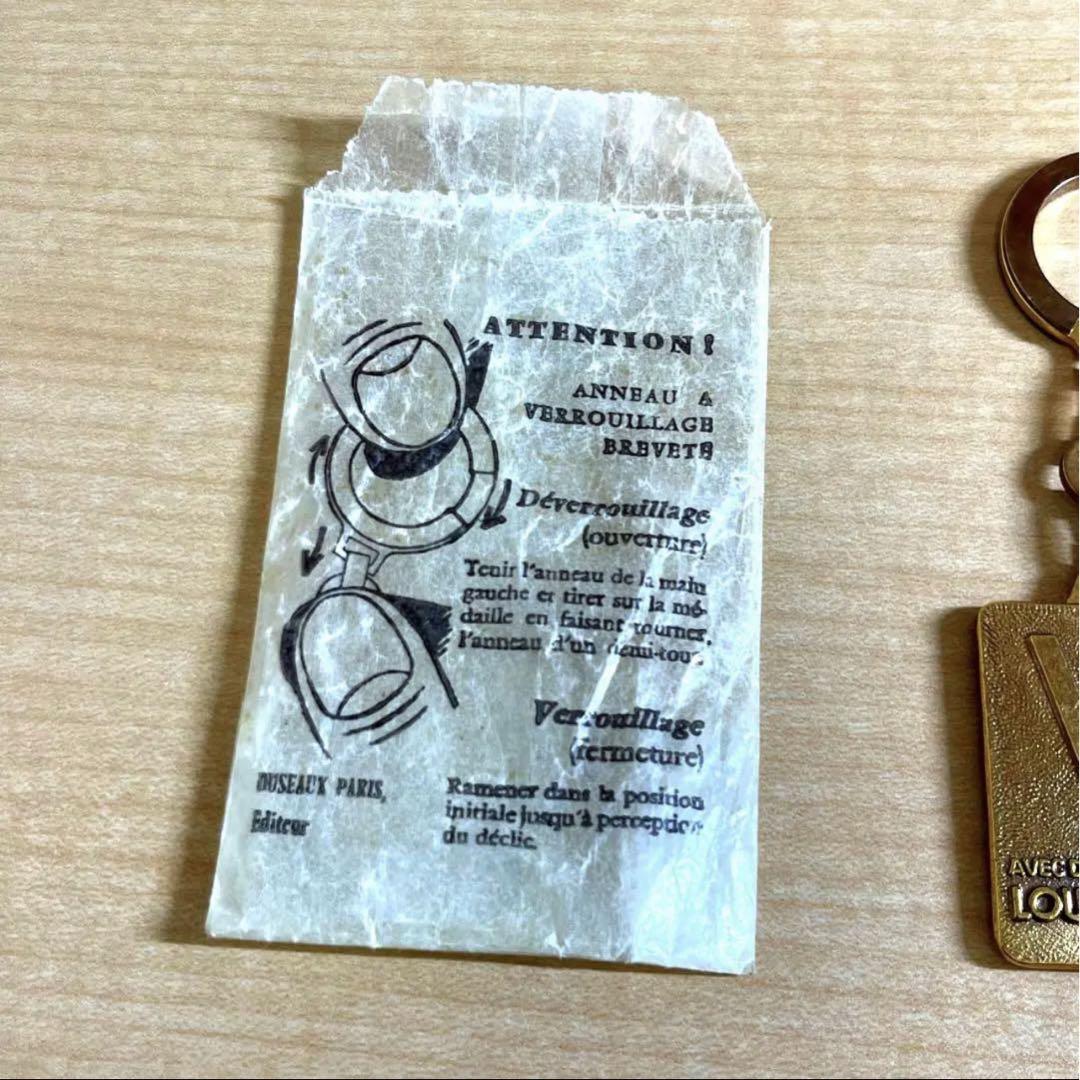 ATTENTION !
ANNEAU A
VERROUILLAGE
BREVETÉ
Déverrouillage
(ouverture)
Tenir l'anneau de la main
gauche et tirer sur la mé-
daille en faisant tourner
l'anneau d'un demi-tour
Verrouillage
(fermeture)
Ramener dans la position
initiale jusqu'à perception
du déclic.
OUSEAUX PARIS,
Editeur
AVEC D
LOU